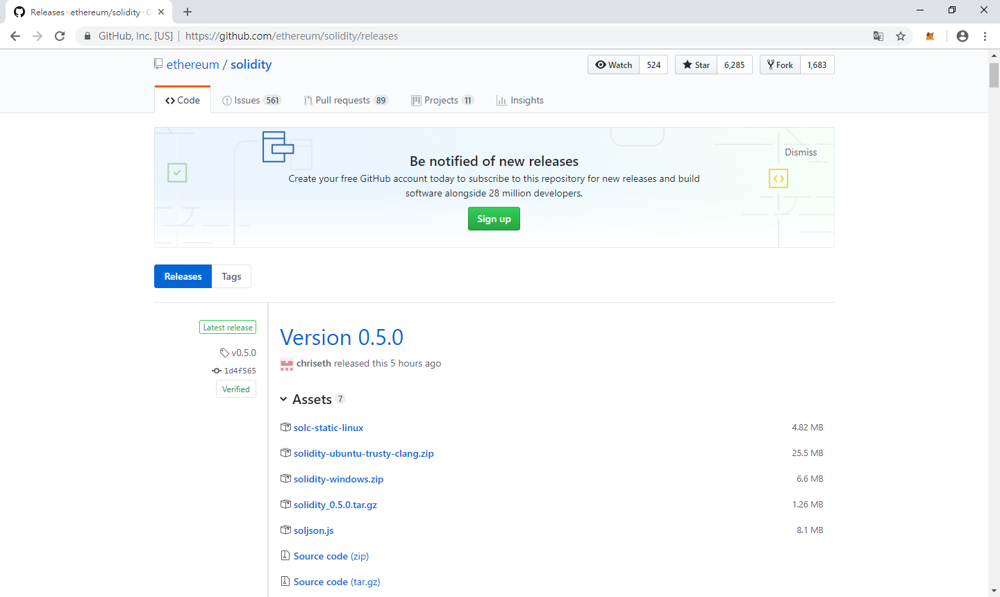 Releases · ethereum/solidity · G
GitHub, Inc. [US] | https://github.com/ethereum/solidity/releases
ethereum / solidity
Watch 524 Star 6,285 Fork 1,683
Code Issues 561 Pull requests 89 Projects 11 Insights
Dismiss
Be notified of new releases
Create your free GitHub account today to subscribe to this repository for new releases and build
software alongside 28 million developers.
Sign up
Releases Tags
Latest release
v0.5.0
1d4f565
Verified
Version 0.5.0
chriseth released this 5 hours ago
Assets 7
solc-static-linux 4.82 MB
solidity-ubuntu-trusty-clang.zip 25.5 MB
solidity-windows.zip 6.6 MB
solidity_0.5.0.tar.gz 1.26 MB
soljson.js 8.1 MB
Source code (zip)
Source code (tar.gz)